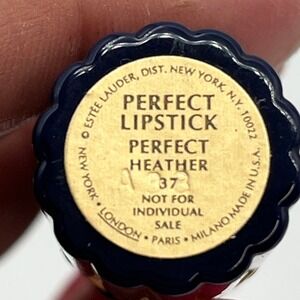 © ESTÉE LAUDER, DIST. NEW YORK, N.Y. 10022
PERFECT
LIPSTICK
PERFECT
HEATHER
37
NOT FOR
INDIVIDUAL
SALE
NEW YORK • LONDON • PARIS • MILANO MADE IN U.S.A.